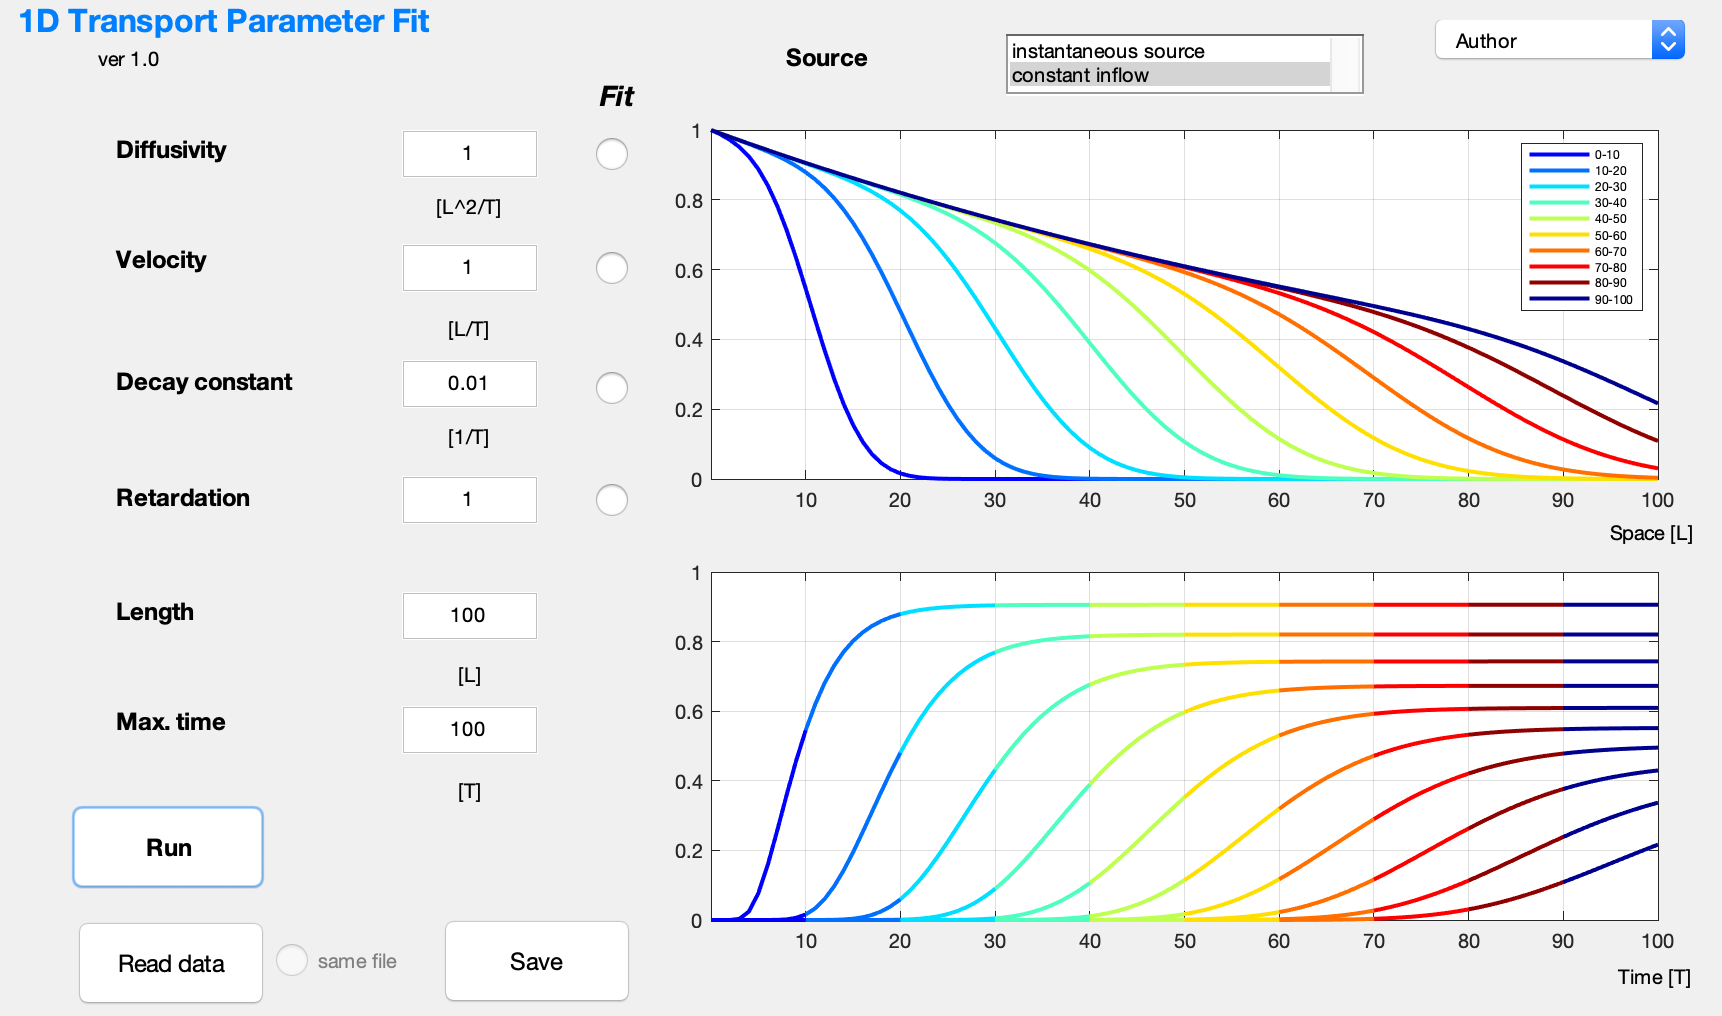 1D Transport Parameter Fit
ver 1.0
Source
instantaneous source
constant inflow
Author
Fit
Diffusivity
1
[L^2/T]
Velocity
1
[L/T]
Decay constant
0.01
[1/T]
Retardation
1
Length
100
[L]
Max. time
100
[T]
Run
Read data
same file
Save
1
0.8
0.6
0.4
0.2
0
10 20 30 40 50 60 70 80 90 100
Space [L]
0-10
10-20
20-30
30-40
40-50
50-60
60-70
70-80
80-90
90-100
1
0.8
0.6
0.4
0.2
0
10 20 30 40 50 60 70 80 90 100
Time [T]